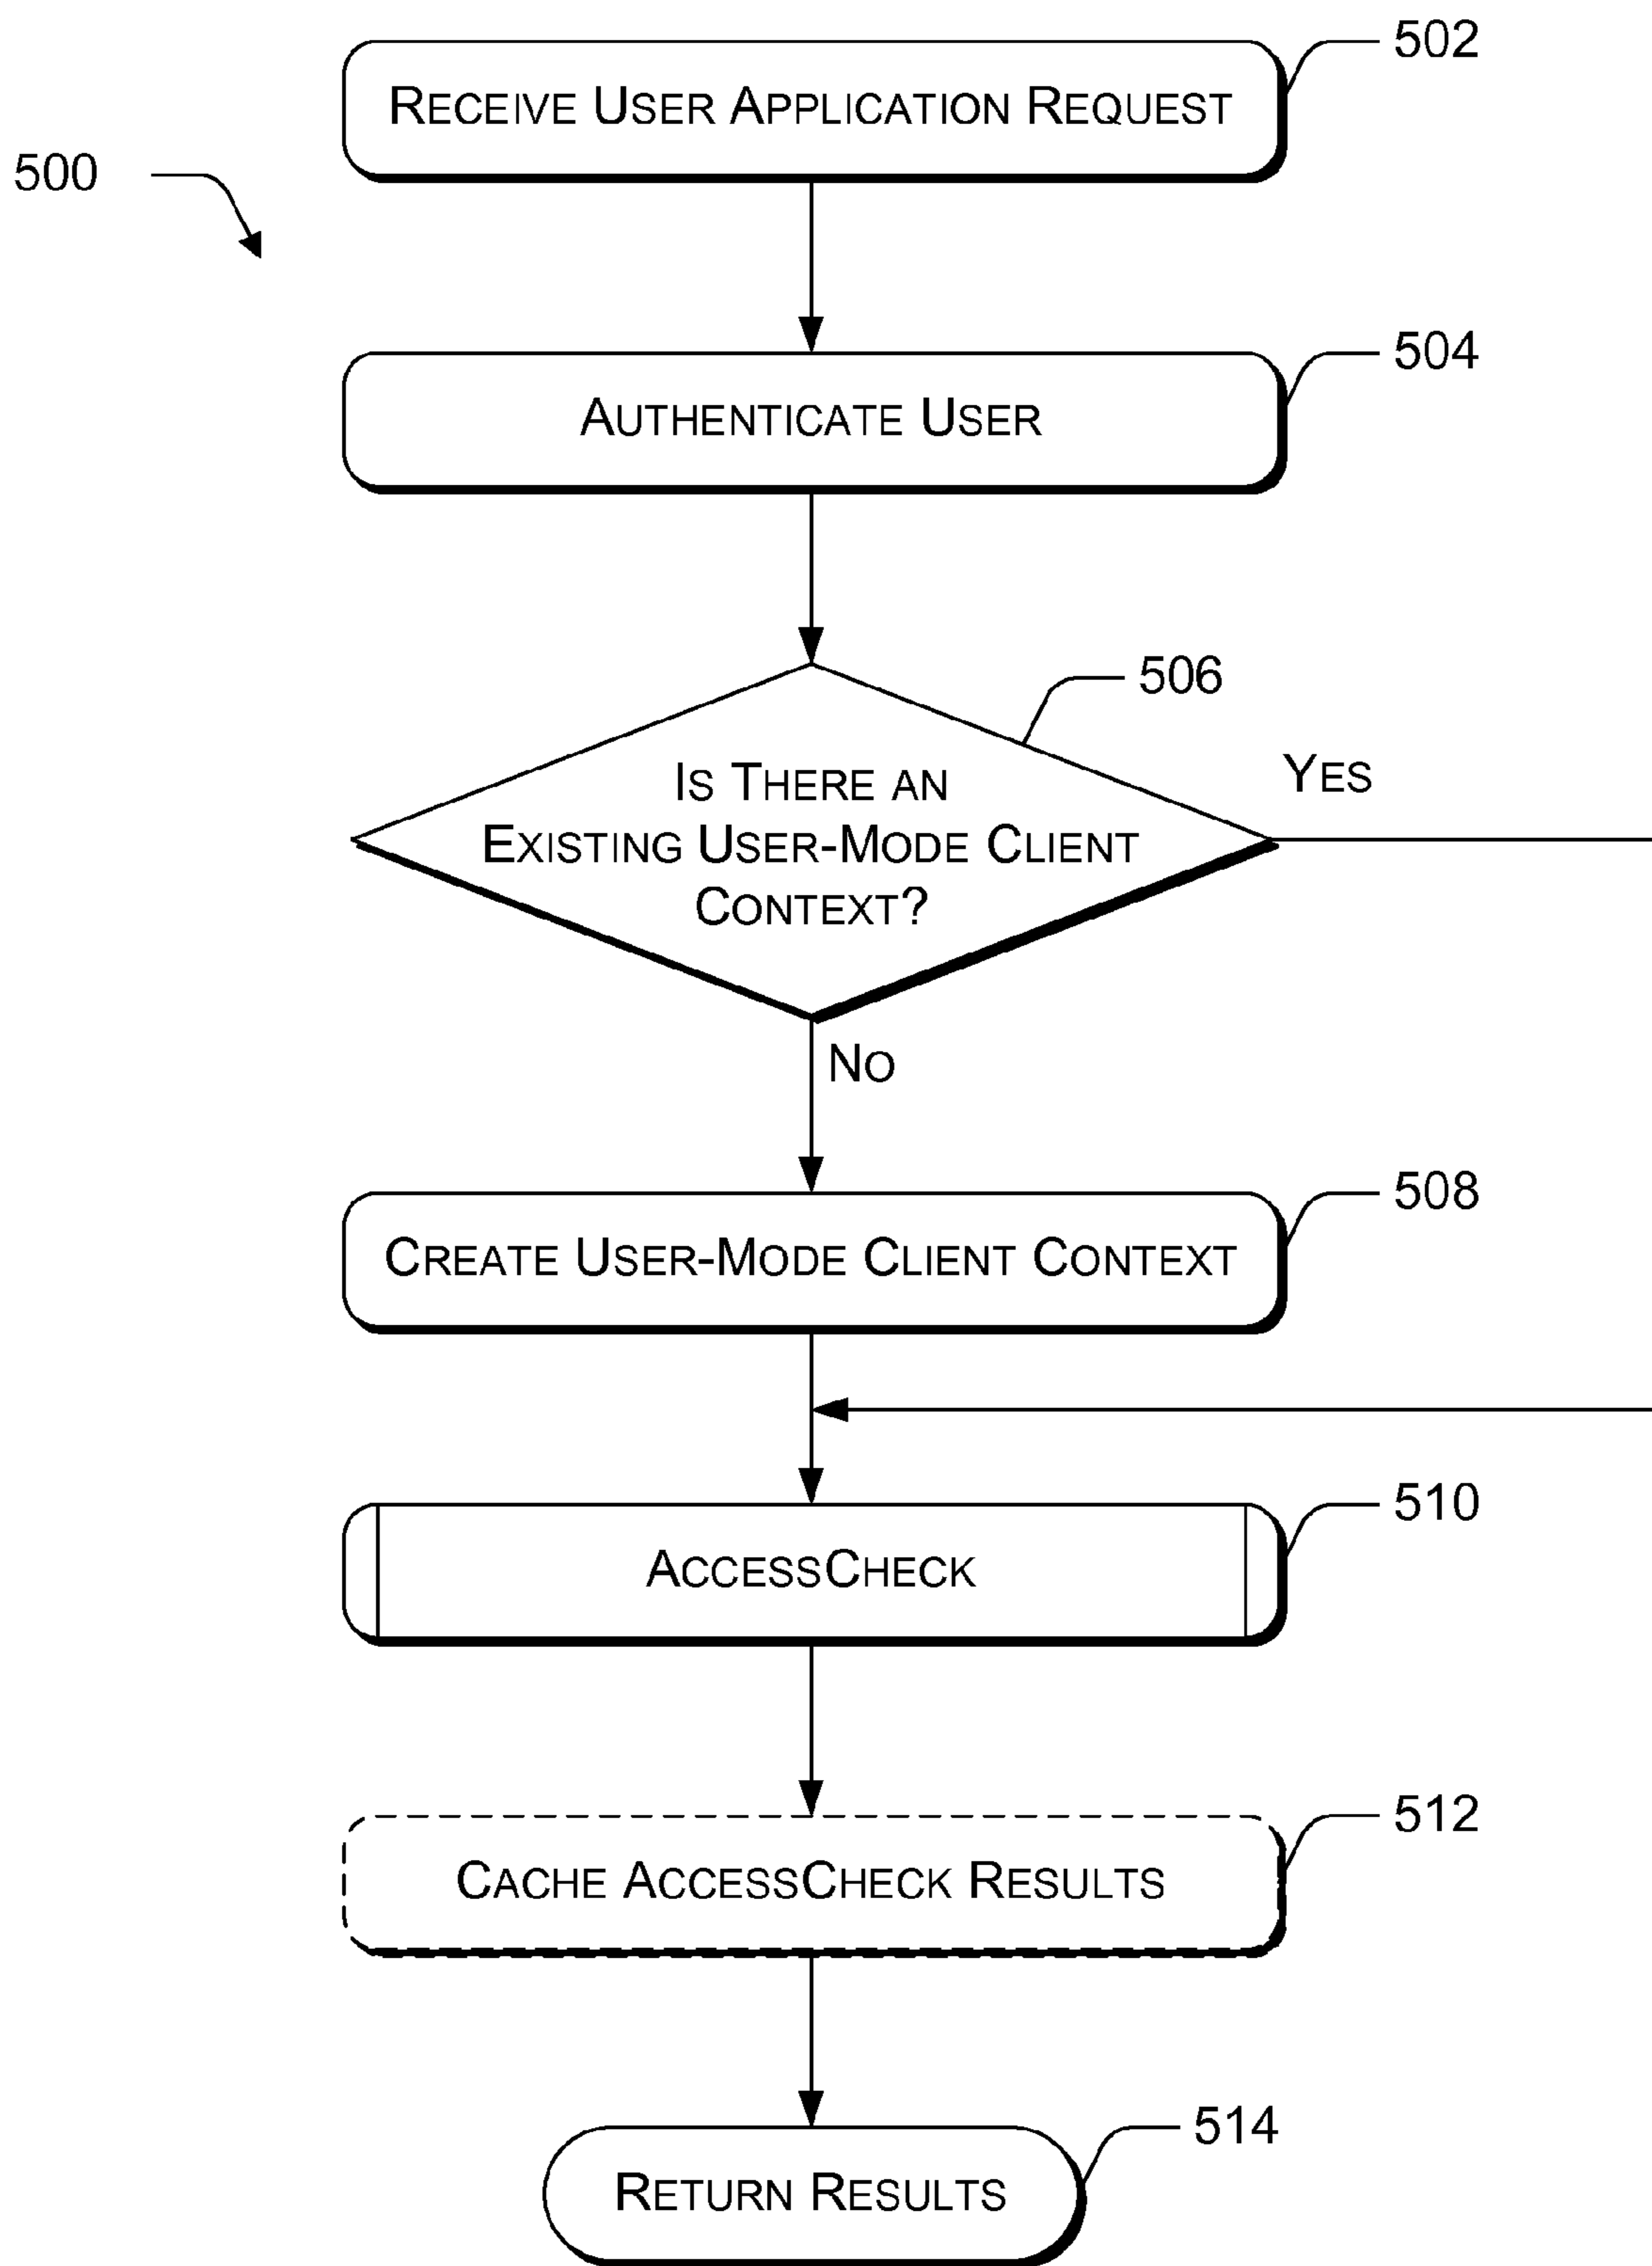 502
RECEIVE USER APPLICATION REQUEST
500
504
AUTHENTICATE USER
506
YES
IS THERE AN
EXISTING USER-MODE CLIENT
CONTEXT?
NO
508
CREATE USER-MODE CLIENT CONTEXT
510
ACCESSCHECK
512
CACHE ACCESSCHECK RESULTS
514
RETURN RESULTS